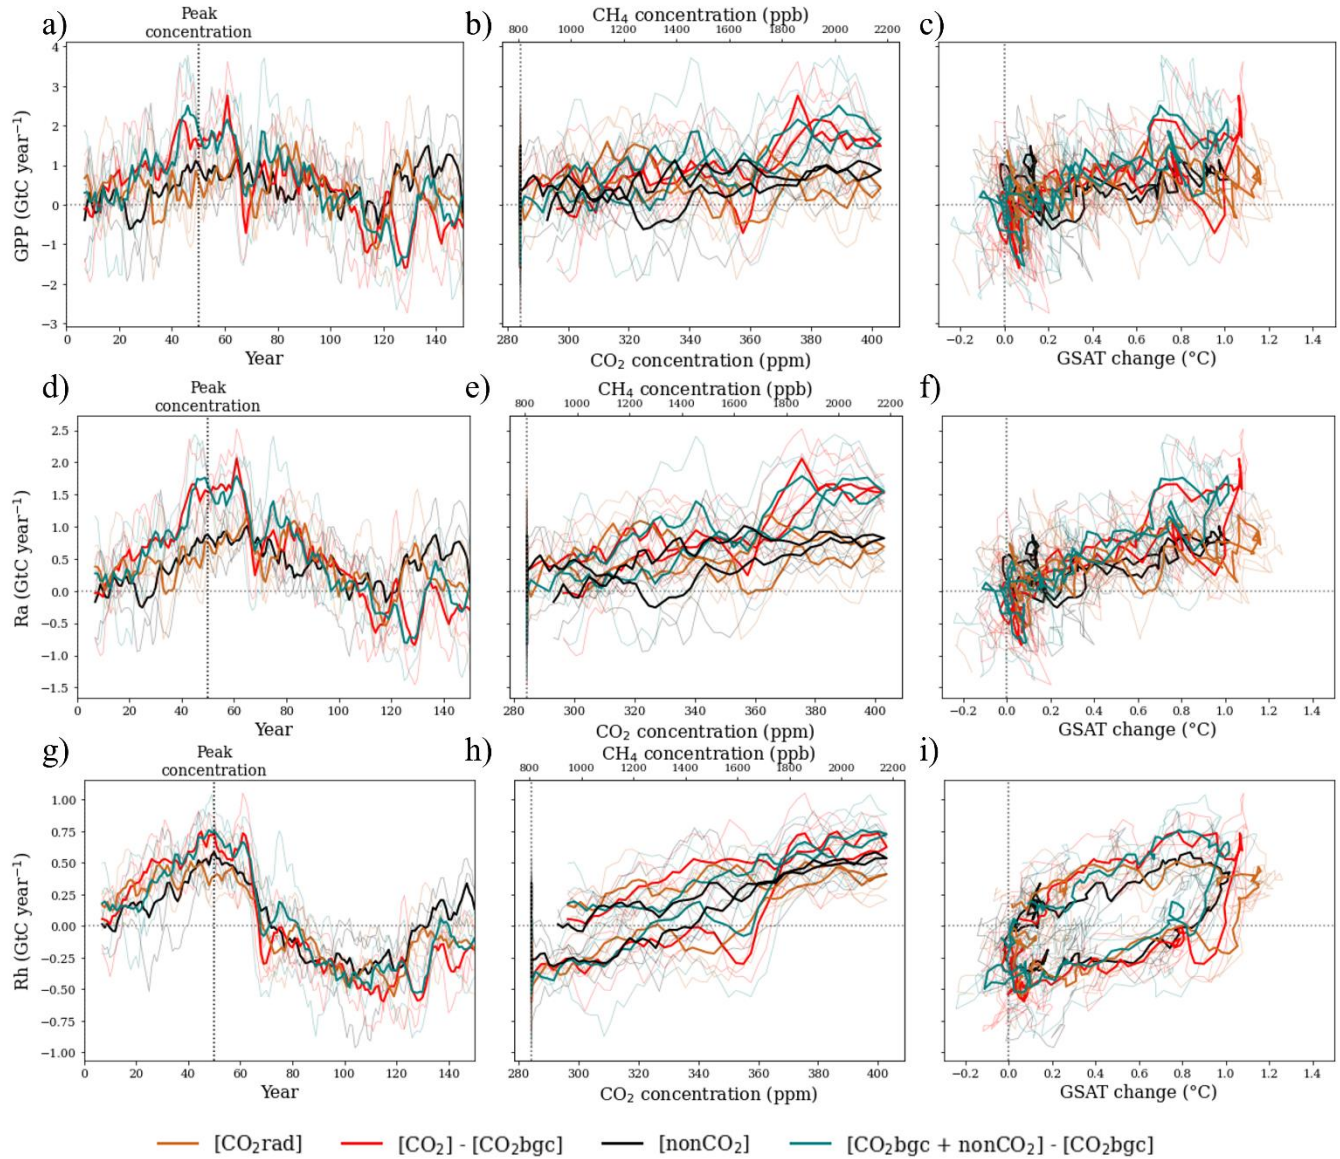 a)
Peak
concentration
GPP (GtC year⁻¹)
4
3
2
1
0
−1
−2
−3
0 20 40 60 80 100 120 140
Year
b)
CH₄ concentration (ppb)
800 1000 1200 1400 1600 1800 2000 2200
280 300 320 340 360 380 400
CO₂ concentration (ppm)
c)
−0.2 0.0 0.2 0.4 0.6 0.8 1.0 1.2 1.4
GSAT change (°C)
d)
Peak
concentration
Ra (GtC year⁻¹)
2.5
2.0
1.5
1.0
0.5
0.0
−0.5
−1.0
−1.5
0 20 40 60 80 100 120 140
Year
e)
CH₄ concentration (ppb)
800 1000 1200 1400 1600 1800 2000 2200
280 300 320 340 360 380 400
CO₂ concentration (ppm)
f)
−0.2 0.0 0.2 0.4 0.6 0.8 1.0 1.2 1.4
GSAT change (°C)
g)
Peak
concentration
Rh (GtC year⁻¹)
1.00
0.75
0.50
0.25
0.00
−0.25
−0.50
−0.75
−1.00
0 20 40 60 80 100 120 140
Year
h)
CH₄ concentration (ppb)
800 1000 1200 1400 1600 1800 2000 2200
280 300 320 340 360 380 400
CO₂ concentration (ppm)
i)
−0.2 0.0 0.2 0.4 0.6 0.8 1.0 1.2 1.4
GSAT change (°C)
[CO₂rad] [CO₂] - [CO₂bgc] [nonCO₂] [CO₂bgc + nonCO₂] - [CO₂bgc]